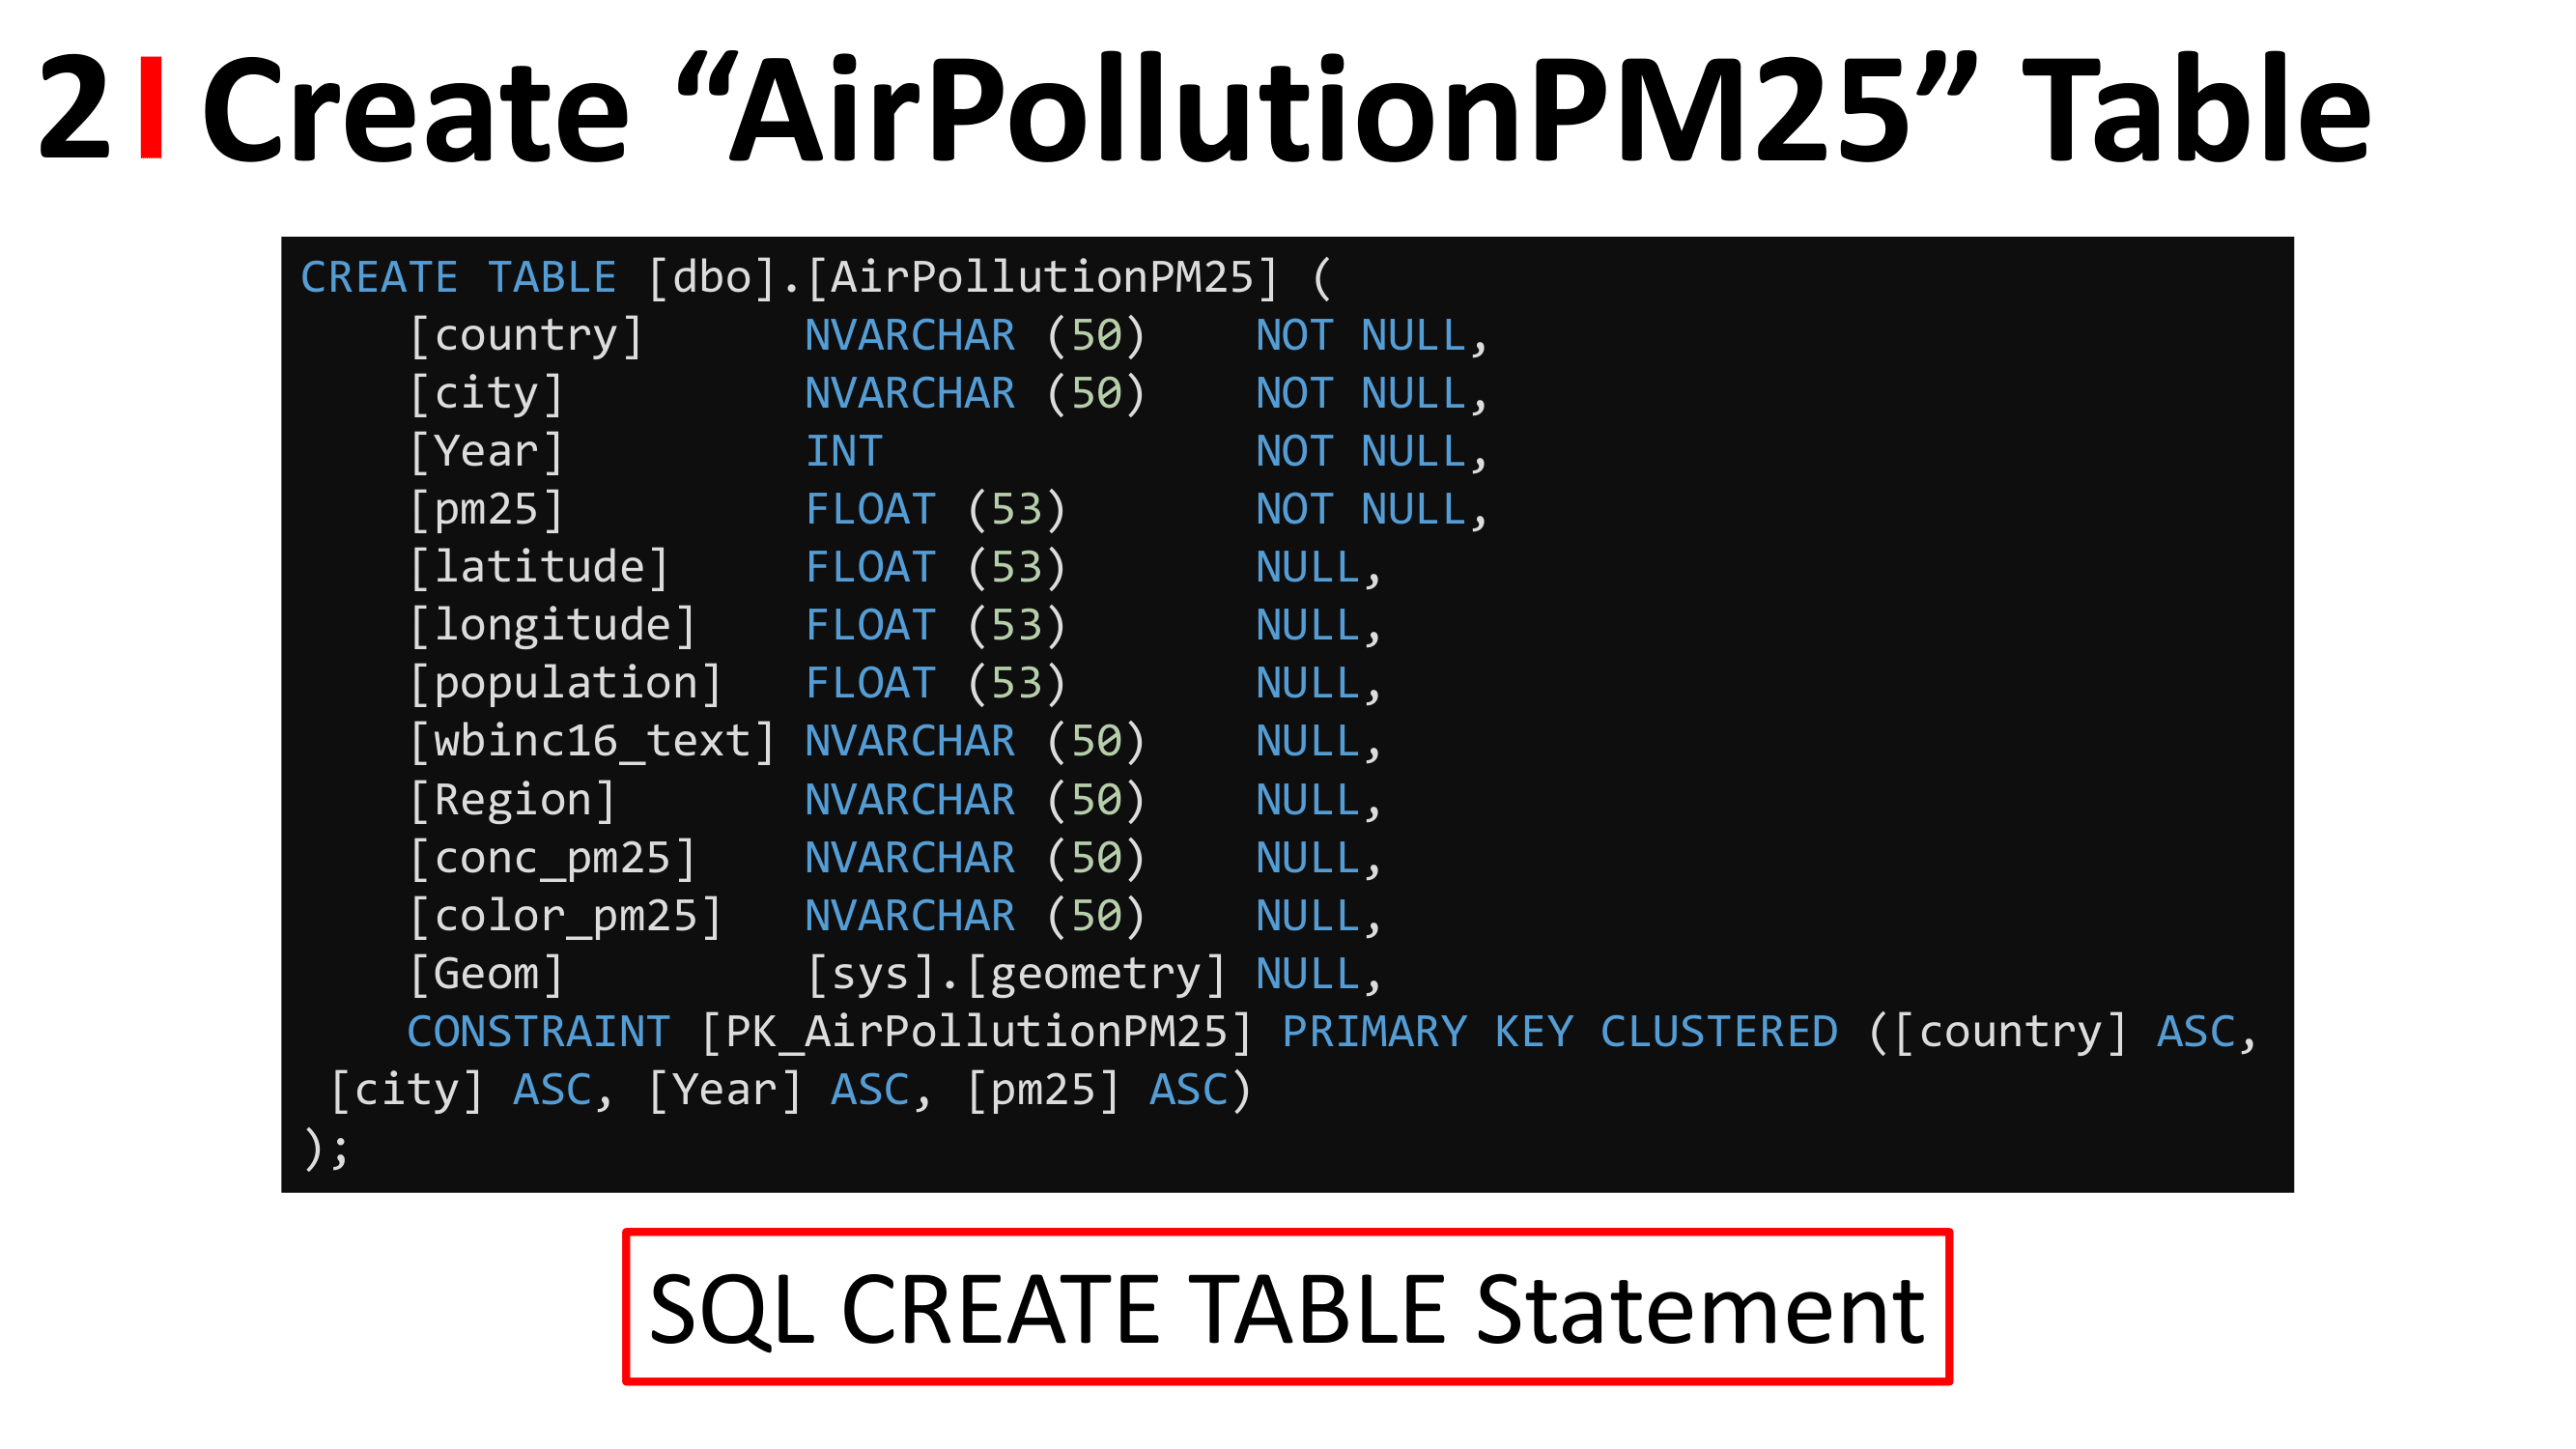 2 I Create “AirPollutionPM25” Table
CREATE TABLE [dbo].[AirPollutionPM25] (
    [country]      NVARCHAR (50)    NOT NULL,
    [city]         NVARCHAR (50)    NOT NULL,
    [Year]         INT              NOT NULL,
    [pm25]         FLOAT (53)       NOT NULL,
    [latitude]     FLOAT (53)       NULL,
    [longitude]    FLOAT (53)       NULL,
    [population]   FLOAT (53)       NULL,
    [wbinc16_text] NVARCHAR (50)    NULL,
    [Region]       NVARCHAR (50)    NULL,
    [conc_pm25]    NVARCHAR (50)    NULL,
    [color_pm25]   NVARCHAR (50)    NULL,
    [Geom]         [sys].[geometry] NULL,
    CONSTRAINT [PK_AirPollutionPM25] PRIMARY KEY CLUSTERED ([country] ASC,
 [city] ASC, [Year] ASC, [pm25] ASC)
);
SQL CREATE TABLE Statement